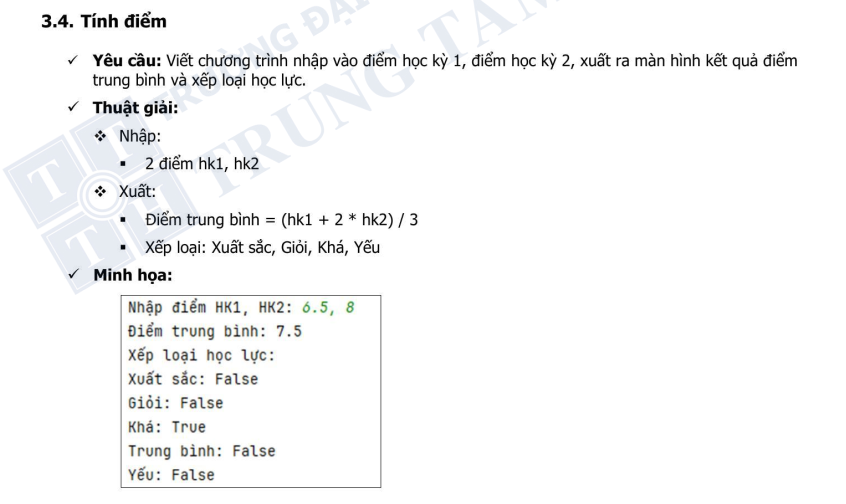 3.4. Tính điểm
✓ Yêu cầu: Viết chương trình nhập vào điểm học kỳ 1, điểm học kỳ 2, xuất ra màn hình kết quả điểm
trung bình và xếp loại học lực.
✓ Thuật giải:
❖ Nhập:
▪ 2 điểm hk1, hk2
❖ Xuất:
▪ Điểm trung bình = (hk1 + 2 * hk2) / 3
▪ Xếp loại: Xuất sắc, Giỏi, Khá, Yếu
✓ Minh họa:
Nhập điểm HK1, HK2: 6.5, 8
Điểm trung bình: 7.5
Xếp loại học lực:
Xuất sắc: False
Giỏi: False
Khá: True
Trung bình: False
Yếu: False
TRƯỜNG ĐẠI
TRUNG TÂM
T T
T H